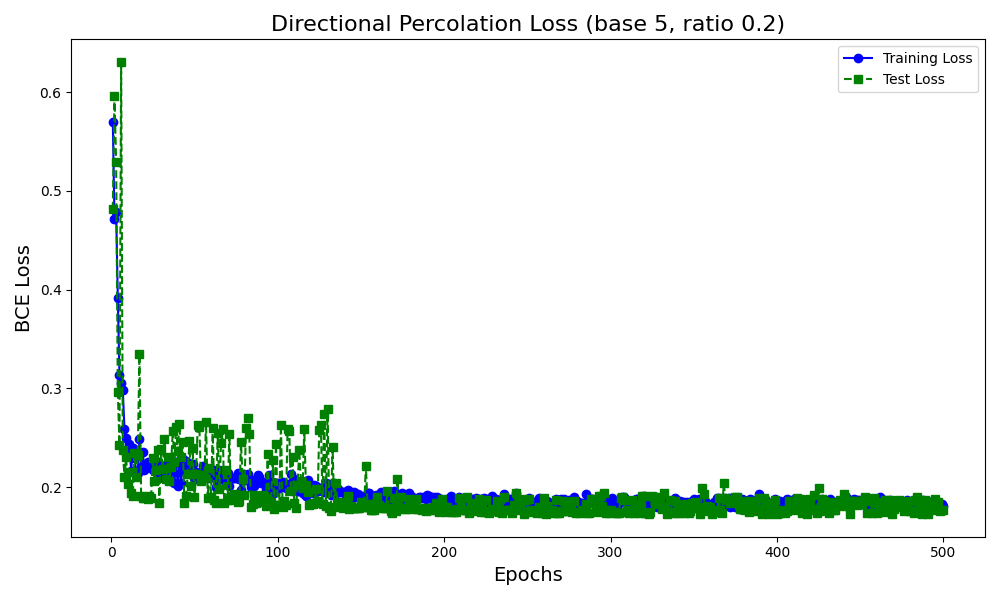 Directional Percolation Loss (base 5, ratio 0.2)
Training Loss
Test Loss
BCE Loss
0.6
0.5
0.4
0.3
0.2
0
100
200
300
400
500
Epochs